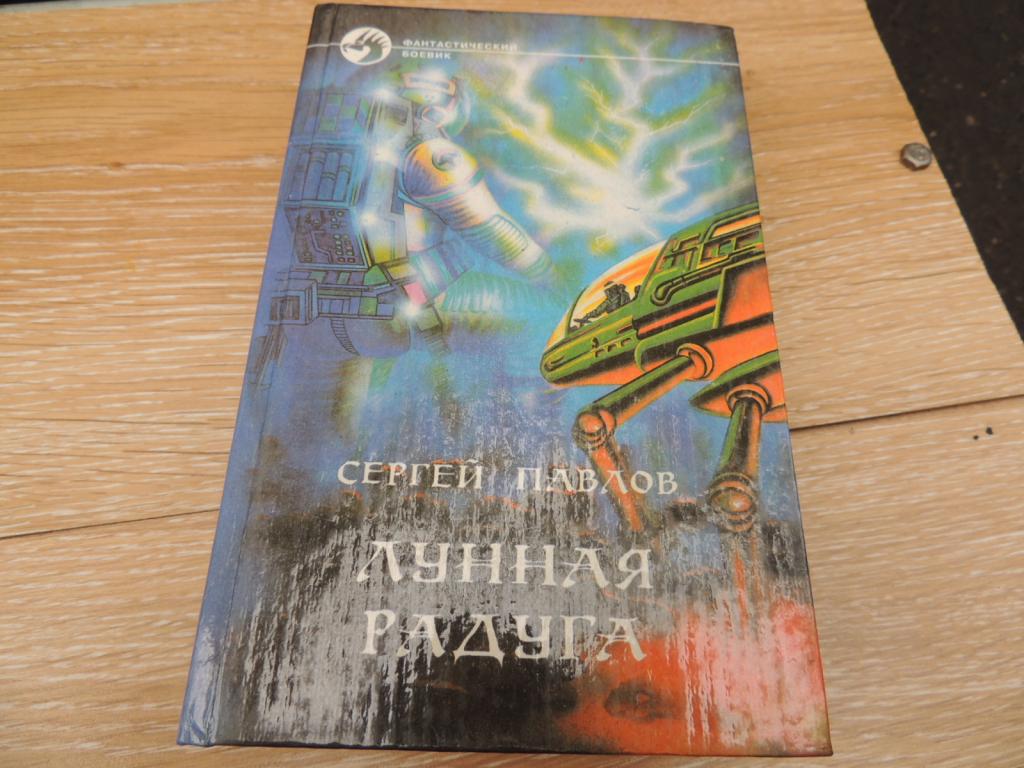 ФАНТАСТИЧЕСКИЙ
БОЕВИК
СЕРГЕЙ ПАВЛОВ
ЛУННАЯ
РАДУГА